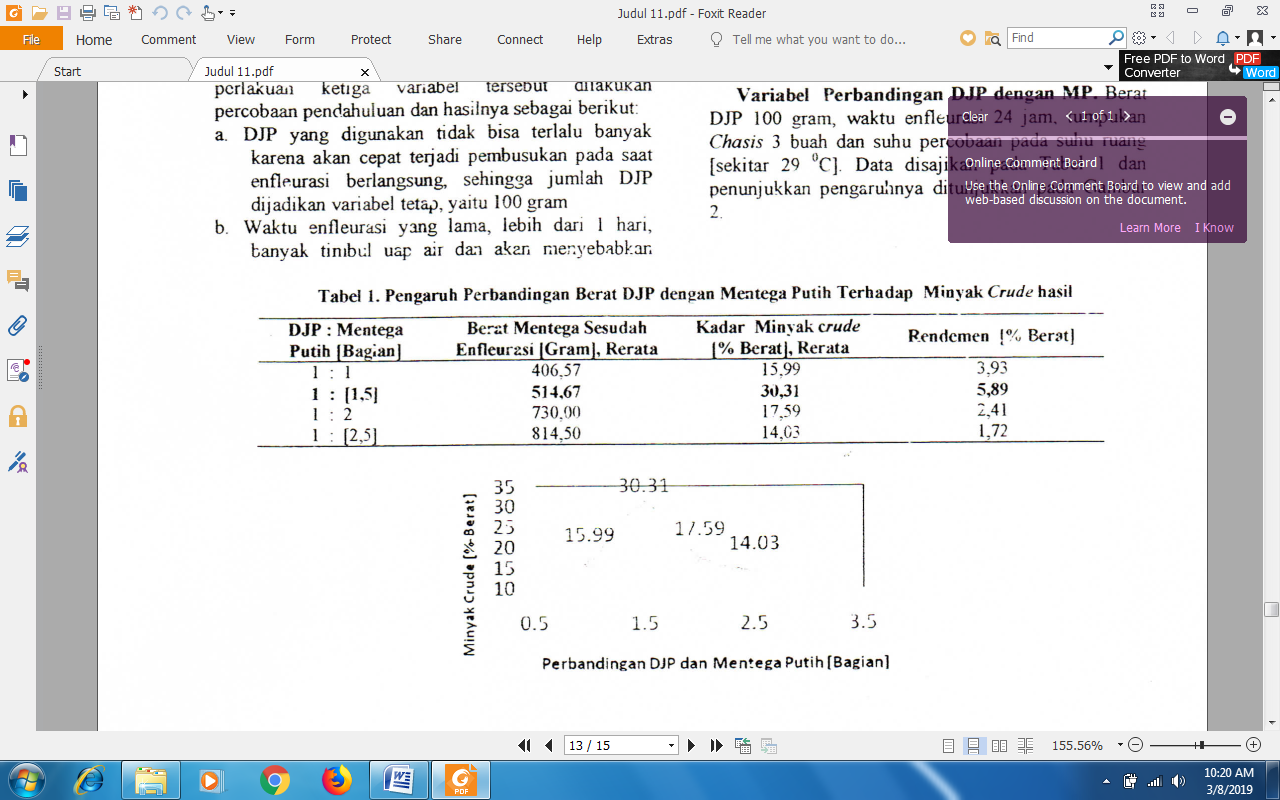 Judul 11.pdf - Foxit Reader
File Home Comment View Form Protect Share Connect Help Extras Tell me what you want to do... Find
Start Judul 11.pdf x
Free PDF to Word Converter PDF Word
perlakuan ketiga variabel tersebut dilakukan
percobaan pendahuluan dan hasilnya sebagai berikut:
a. DJP yang digunakan tidak bisa terlalu banyak
karena akan cepat terjadi pembusukan pada saat
enfleurasi berlangsung, sehingga jumlah DJP
dijadikan variabel tetap, yaitu 100 gram
b. Waktu enfleurasi yang lama, lebih dari 1 hari,
banyak timbul uap air dan akan menyebabkan
Variabel Perbandingan DJP dengan MP. Berat
DJP 100 gram, waktu enfleurasi 24 jam, tumpukan
Chasis 3 buah dan suhu percobaan pada suhu ruang
[sekitar 29 ⁰C]. Data disajikan pada Tabel 1 dan
penunjukkan pengaruhnya ditunjukkan pada Gambar
2.
Clear 1 of 1
Online Comment Board
Use the Online Comment Board to view and add
web-based discussion on the document.
Learn More I Know
Tabel 1. Pengaruh Perbandingan Berat DJP dengan Mentega Putih Terhadap Minyak Crude hasil
DJP : Mentega Berat Mentega Sesudah Kadar Minyak crude Rendemen [% Berat]
Putih [Bagian] Enfleurasi [Gram], Rerata [% Berat], Rerata
1 : 1 406,57 15,99 3,93
1 : [1,5] 514,67 30,31 5,89
1 : 2 730,00 17,59 2,41
1 : [2,5] 814,50 14,03 1,72
Minyak Crude [% Berat]
35
30
25
20
15
10
30.31
15.99
17.59
14.03
0.5 1.5 2.5 3.5
Perbandingan DJP dan Mentega Putih [Bagian]
13 / 15
155.56%
10:20 AM
3/8/2019